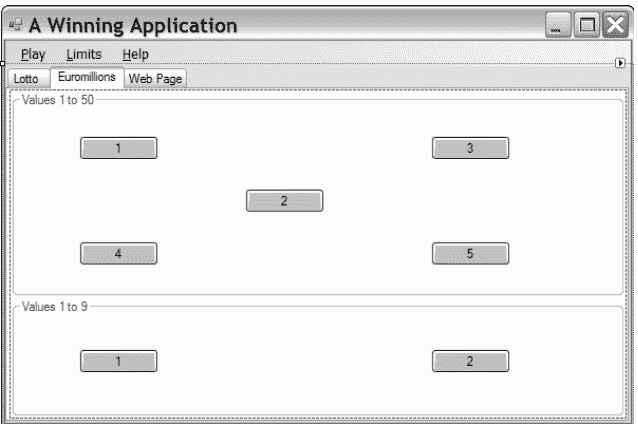 A Winning Application
Play Limits Help
Lotto Euromillions Web Page
Values 1 to 50
1 3
2
4 5
Values 1 to 9
1 2